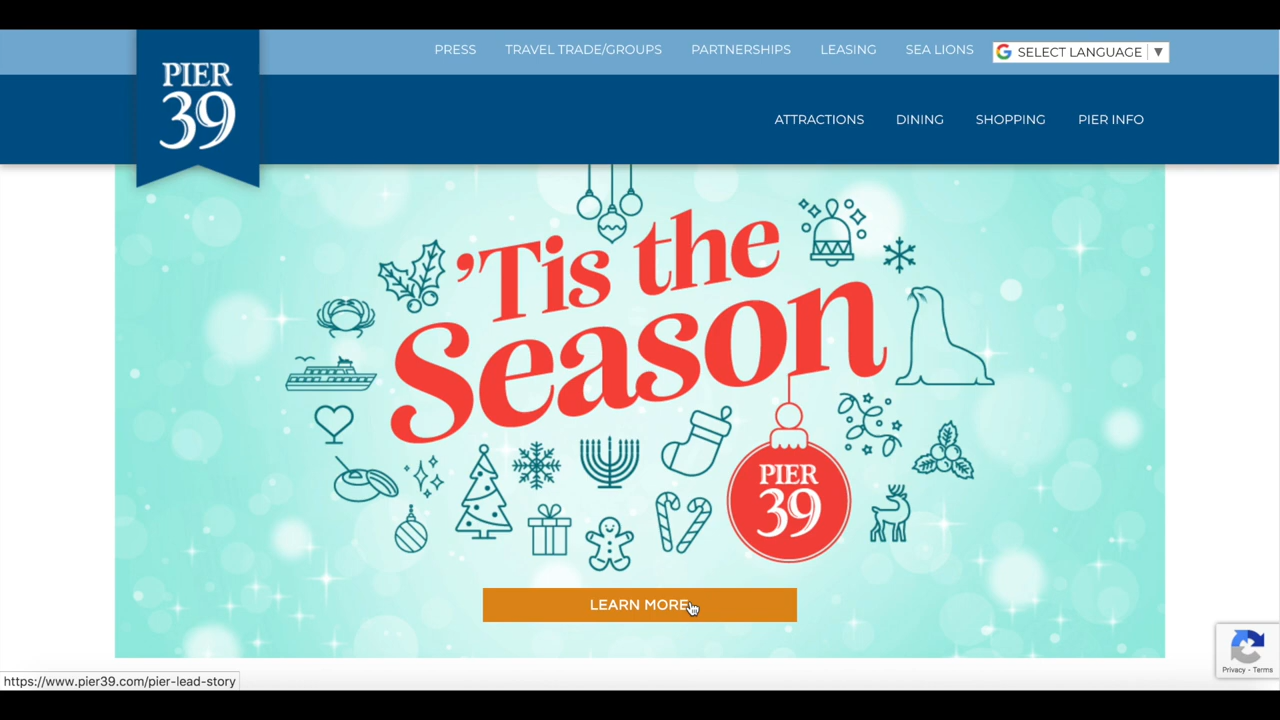 PRESS TRAVEL TRADE/GROUPS PARTNERSHIPS LEASING SEA LIONS SELECT LANGUAGE ▼
PIER
39
ATTRACTIONS DINING SHOPPING PIER INFO
’Tis the
Season
PIER
39
LEARN MORE
Privacy - Terms
https://www.pier39.com/pier-lead-story